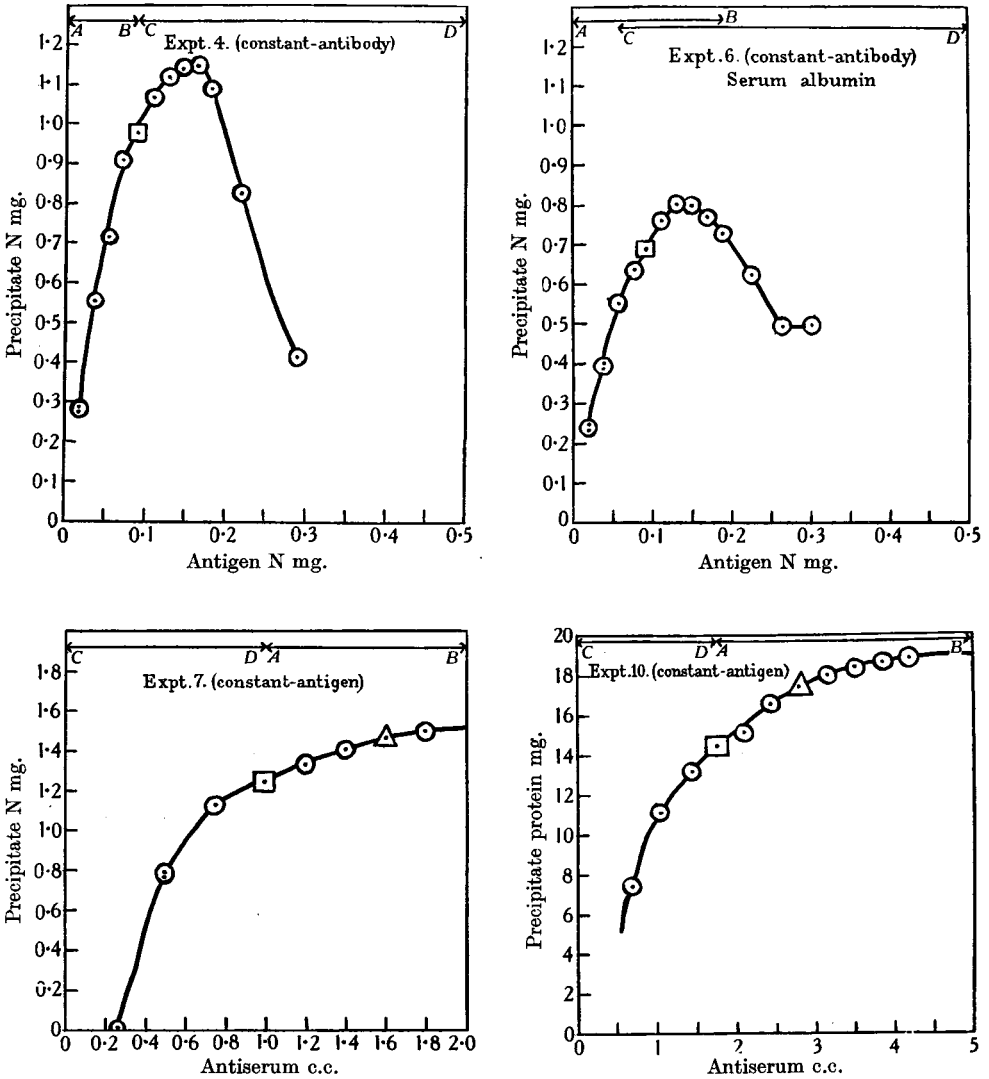 A B C D
Expt. 4. (constant-antibody)
1·2
1·1
1·0
0·9
0·8
0·7
0·6
0·5
0·4
0·3
0·2
0·1
0
Precipitate N mg.
0 0·1 0·2 0·3 0·4 0·5
Antigen N mg.
A B
C D
Expt. 6. (constant-antibody)
Serum albumin
1·2
1·1
1·0
0·9
0·8
0·7
0·6
0·5
0·4
0·3
0·2
0·1
0
Precipitate N mg.
0 0·1 0·2 0·3 0·4 0·5
Antigen N mg.
C D A B
Expt. 7. (constant-antigen)
1·8
1·6
1·4
1·2
1·0
0·8
0·6
0·4
0·2
0
Precipitate N mg.
0 0·2 0·4 0·6 0·8 1·0 1·2 1·4 1·6 1·8 2·0
Antiserum c.c.
C D A B
Expt. 10. (constant-antigen)
20
18
16
14
12
10
8
6
4
2
0
Precipitate protein mg.
0 1 2 3 4 5
Antiserum c.c.